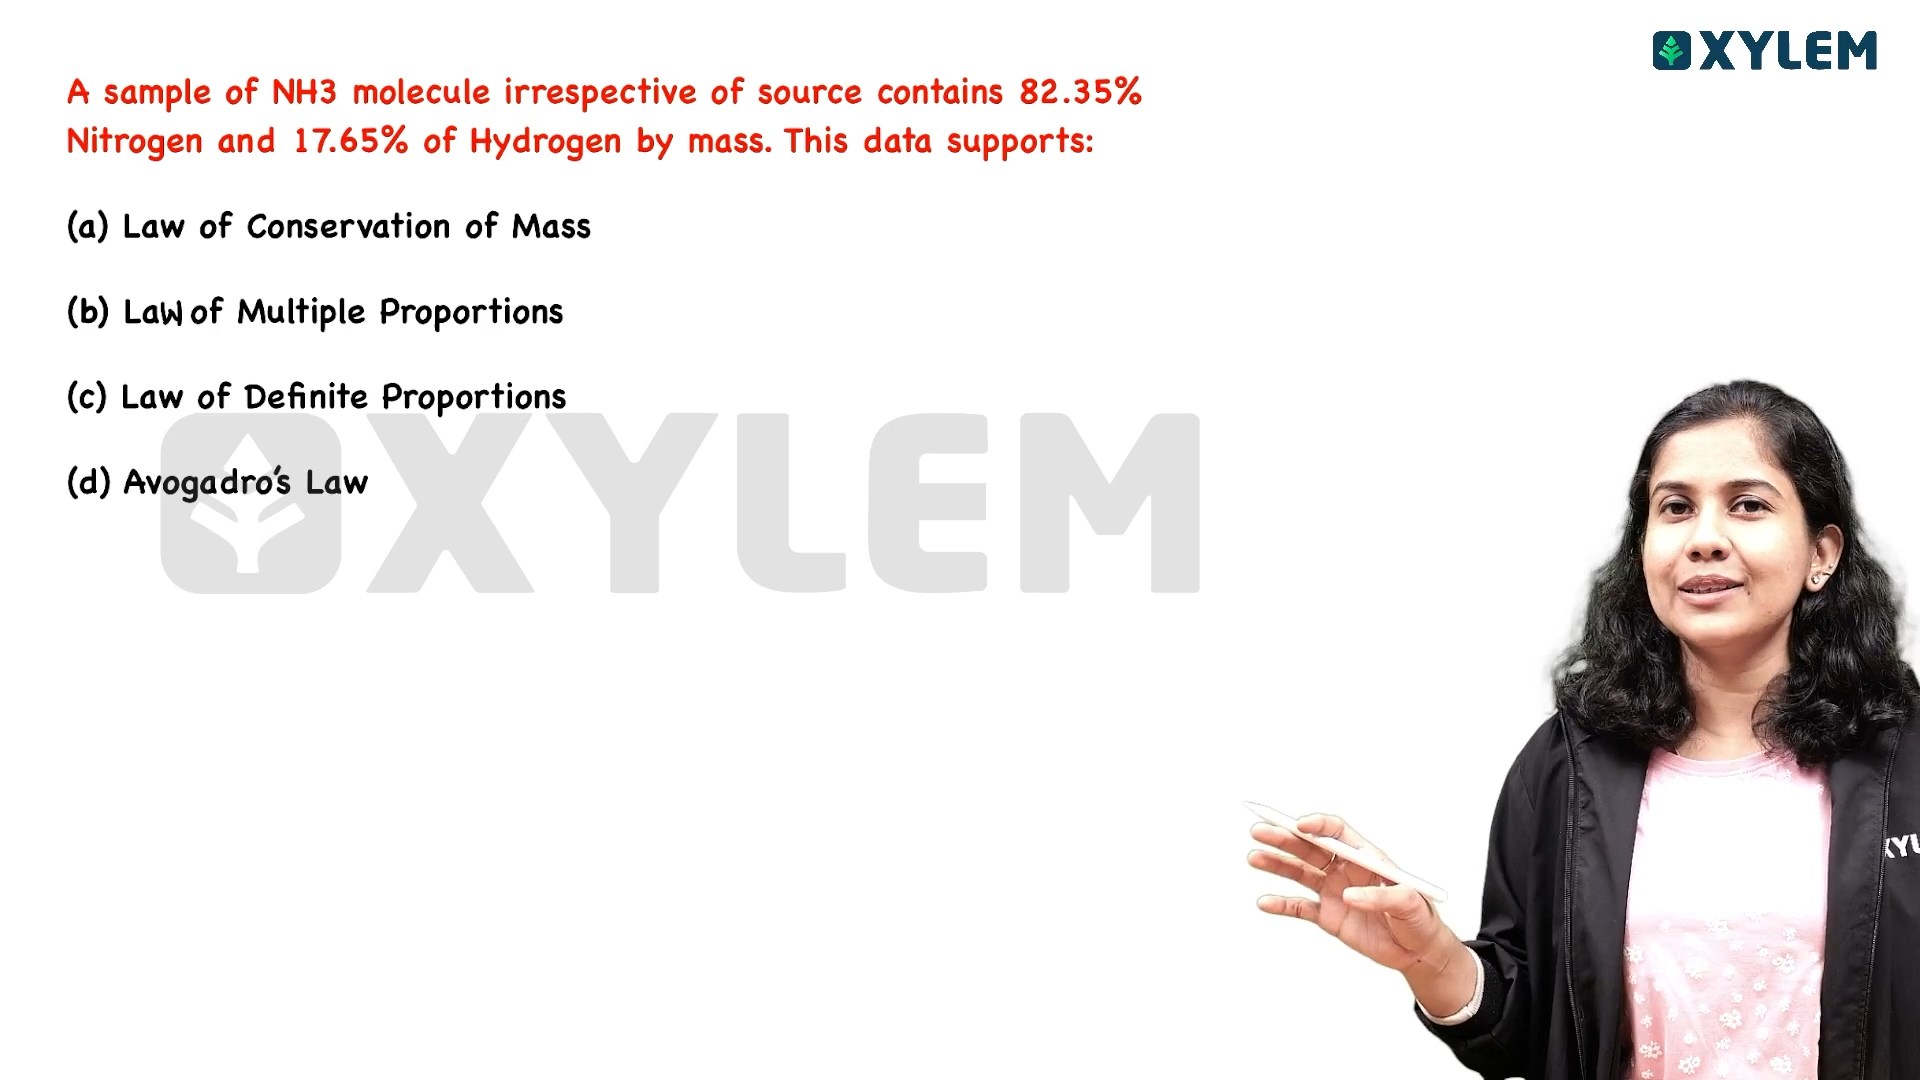 XYLEM
A sample of NH3 molecule irrespective of source contains 82.35%
Nitrogen and 17.65% of Hydrogen by mass. This data supports:
(a) Law of Conservation of Mass
(b) Law of Multiple Proportions
(c) Law of Definite Proportions
(d) Avogadro's Law
XYLEM